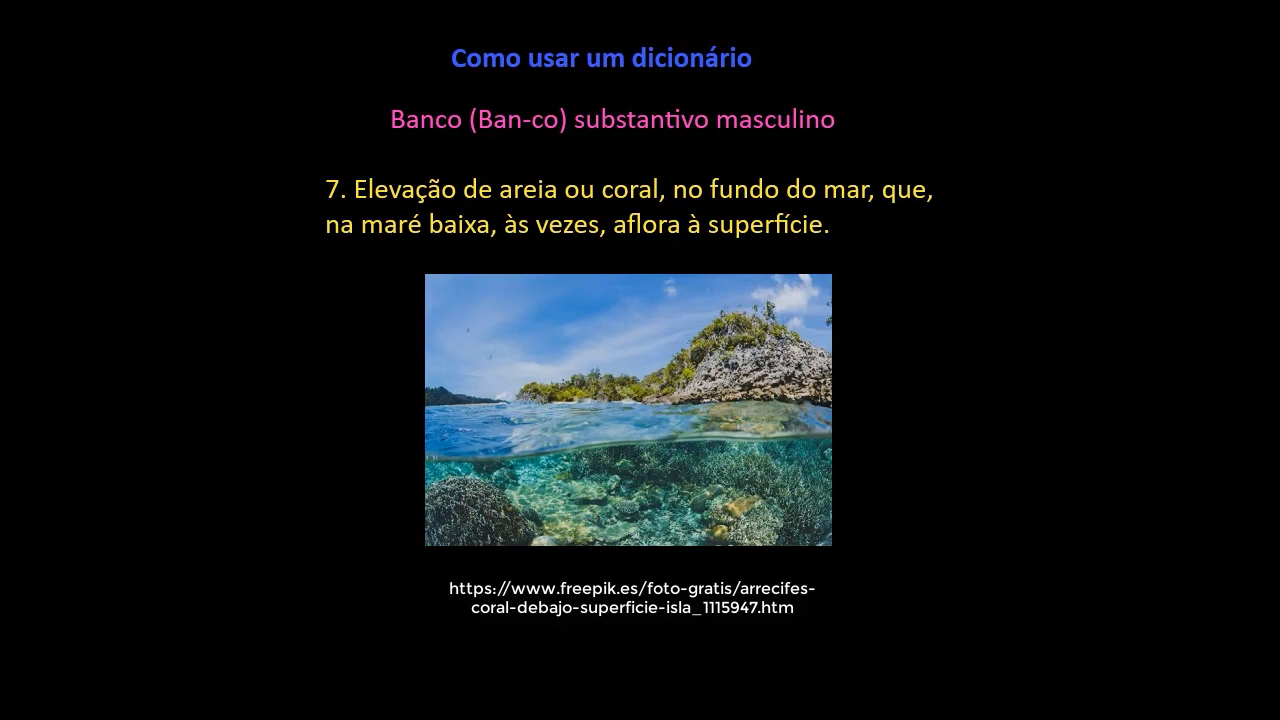 Como usar um dicionário
Banco (Ban-co) substantivo masculino
7. Elevação de areia ou coral, no fundo do mar, que,
na maré baixa, às vezes, aflora à superfície.
https://www.freepik.es/foto-gratis/arrecifes-
coral-debajo-superficie-isla_1115947.htm